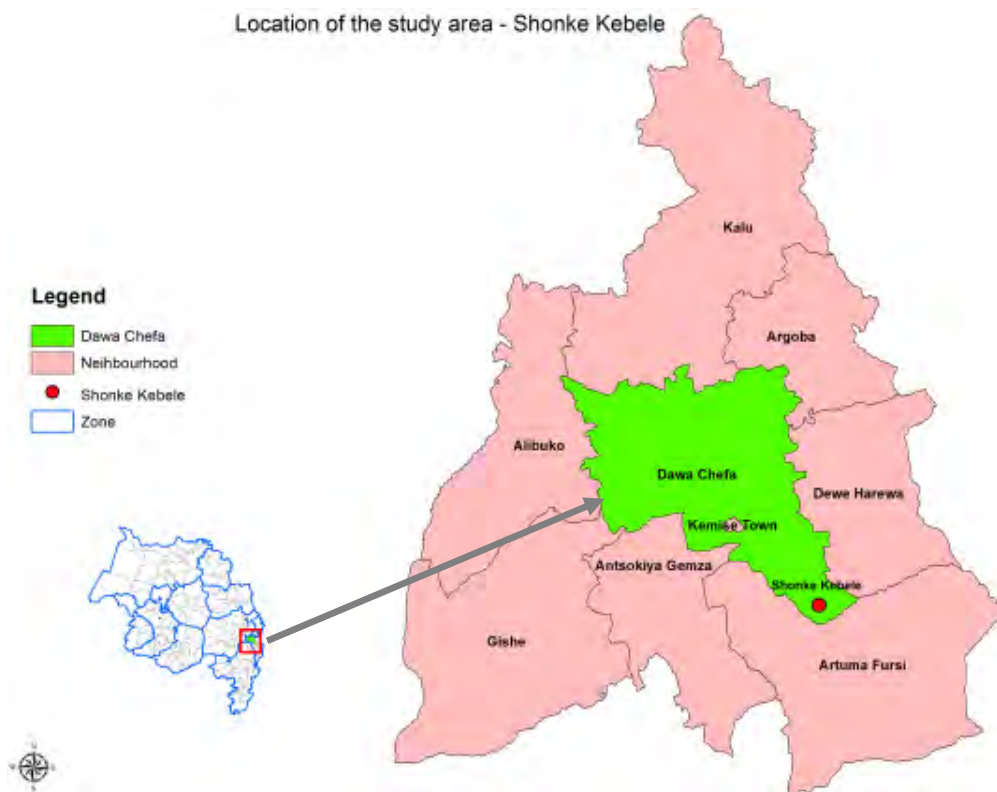 Location of the study area - Shonke Kebele
Kalu
Legend
Dawa Chefa
Neihbourhood
Shonke Kebele
Zone
Argoba
Alibuko
Dawa Chefa
Dewe Harewa
Kemise Town
Antsokiya Gemza
Shonke Kebele
Gishe
Artuma Fursi